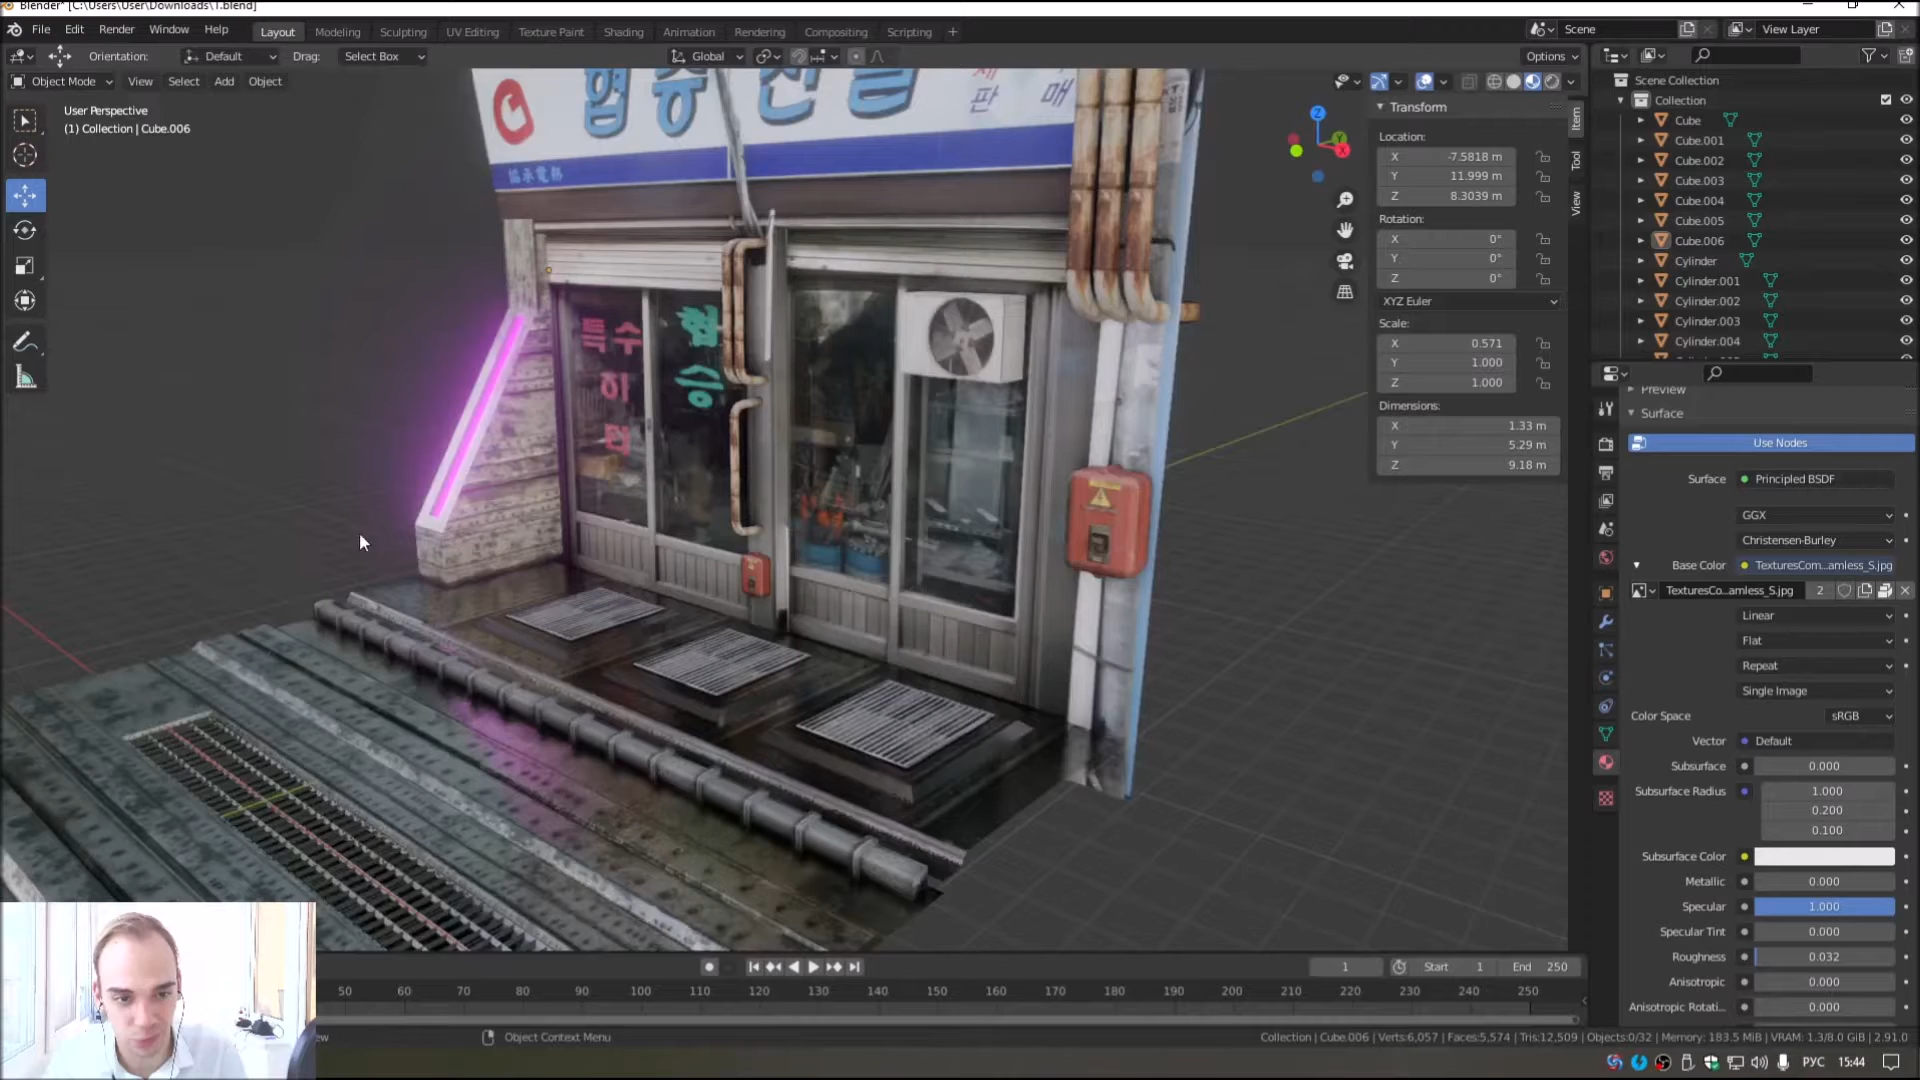 Blender* [C:\Users\User\Downloads\1.blend]
File Edit Render Window Help
Layout Modeling Sculpting UV Editing Texture Paint Shading Animation Rendering Compositing Scripting +
Scene
View Layer
Orientation: Default Drag: Select Box
Global
Options
Object Mode View Select Add Object
User Perspective
(1) Collection | Cube.006
판 매
協承電郵
특수
협
승
Transform
Location:
X -7.5818 m
Y 11.999 m
Z 8.3039 m
Rotation:
X 0°
Y 0°
Z 0°
XYZ Euler
Scale:
X 0.571
Y 1.000
Z 1.000
Dimensions:
X 1.33 m
Y 5.29 m
Z 9.18 m
Item
Tool
View
Scene Collection
Collection
Cube
Cube.001
Cube.002
Cube.003
Cube.004
Cube.005
Cube.006
Cylinder
Cylinder.001
Cylinder.002
Cylinder.003
Cylinder.004
Preview
Surface
Use Nodes
Surface Principled BSDF
GGX
Christensen-Burley
Base Color TexturesCom...amless_S.jpg
TexturesCo...amless_S.jpg 2
Linear
Flat
Repeat
Single Image
Color Space sRGB
Vector Default
Subsurface 0.000
Subsurface Radius 1.000
0.200
0.100
Subsurface Color
Metallic 0.000
Specular 1.000
Specular Tint 0.000
Roughness 0.032
Anisotropic 0.000
Anisotropic Rotati... 0.000
1 Start 1 End 250
50 60 70 80 90 100 110 120 130 140 150 160 170 180 190 200 210 220 230 240 250
Object Context Menu
Collection | Cube.006 | Verts:6,057 | Faces:5,574 | Tris:12,509 | Objects:0/32 | Memory: 183.5 MiB | VRAM: 1.3/8.0 GiB | 2.91.0
РУС 15:44